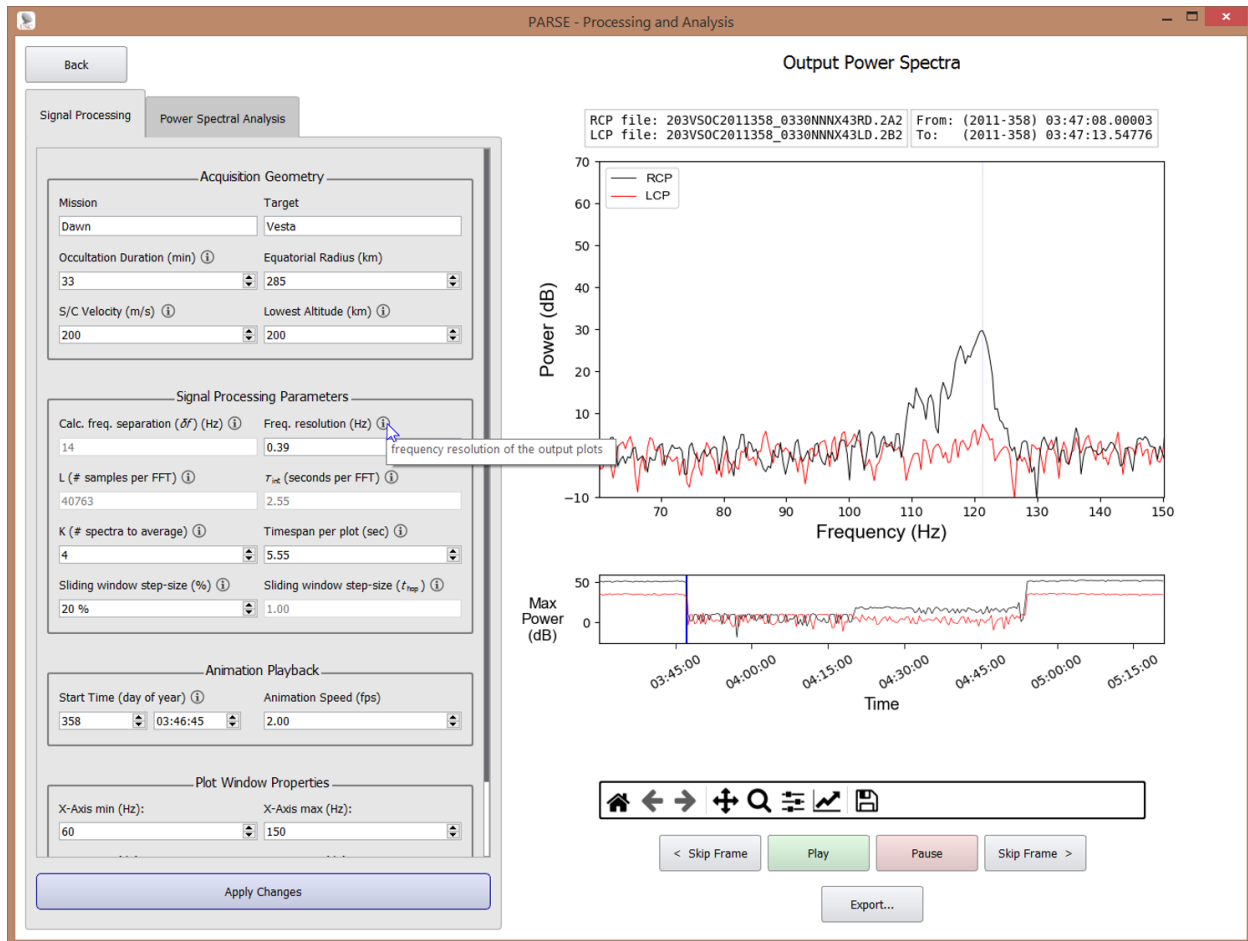 PARSE - Processing and Analysis
Back
Signal Processing
Power Spectral Analysis
Acquisition Geometry
Mission
Target
Dawn
Vesta
Occultation Duration (min)
Equatorial Radius (km)
33
285
S/C Velocity (m/s)
Lowest Altitude (km)
200
200
Signal Processing Parameters
Calc. freq. separation (δf) (Hz)
Freq. resolution (Hz)
14
0.39
frequency resolution of the output plots
L (# samples per FFT)
τint (seconds per FFT)
40763
2.55
K (# spectra to average)
Timespan per plot (sec)
4
5.55
Sliding window step-size (%)
Sliding window step-size (thop)
20 %
1.00
Animation Playback
Start Time (day of year)
Animation Speed (fps)
358
03:46:45
2.00
Plot Window Properties
X-Axis min (Hz):
X-Axis max (Hz):
60
150
Apply Changes
Output Power Spectra
RCP file: 203VSOC2011358_0330NNNX43RD.2A2
LCP file: 203VSOC2011358_0330NNNX43LD.2B2
From: (2011-358) 03:47:08.00003
To: (2011-358) 03:47:13.54776
RCP
LCP
70
60
50
40
30
20
10
0
−10
Power (dB)
70 80 90 100 110 120 130 140 150
Frequency (Hz)
50
0
Max
Power
(dB)
03:45:00 04:00:00 04:15:00 04:30:00 04:45:00 05:00:00 05:15:00
Time
< Skip Frame
Play
Pause
Skip Frame >
Export...